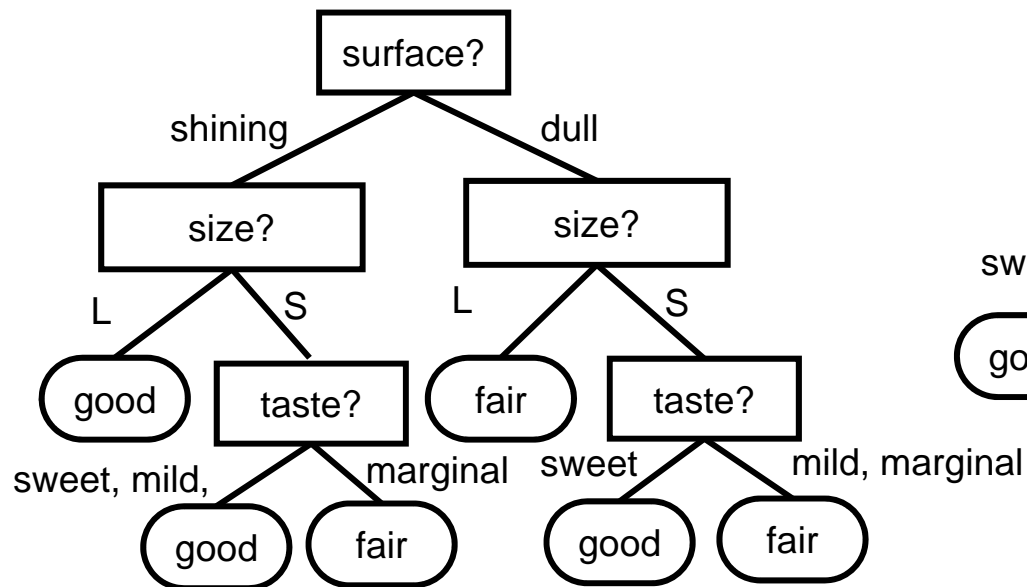 surface?
shining dull
size? size?
sw
L S L S
good taste? fair taste?
go
sweet, mild, marginal sweet mild, marginal
good fair good fair